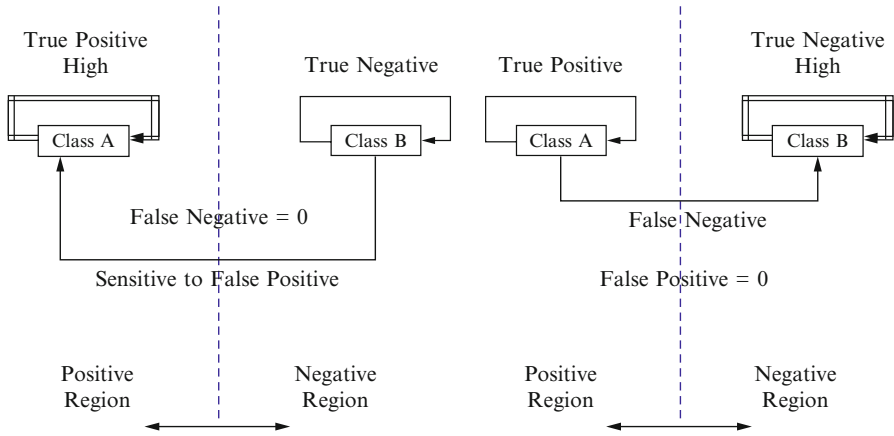 True Positive
High
True Negative
Class A
Class B
False Negative = 0
Sensitive to False Positive
Positive
Region
Negative
Region
True Positive
True Negative
High
Class A
Class B
False Negative
False Positive = 0
Positive
Region
Negative
Region